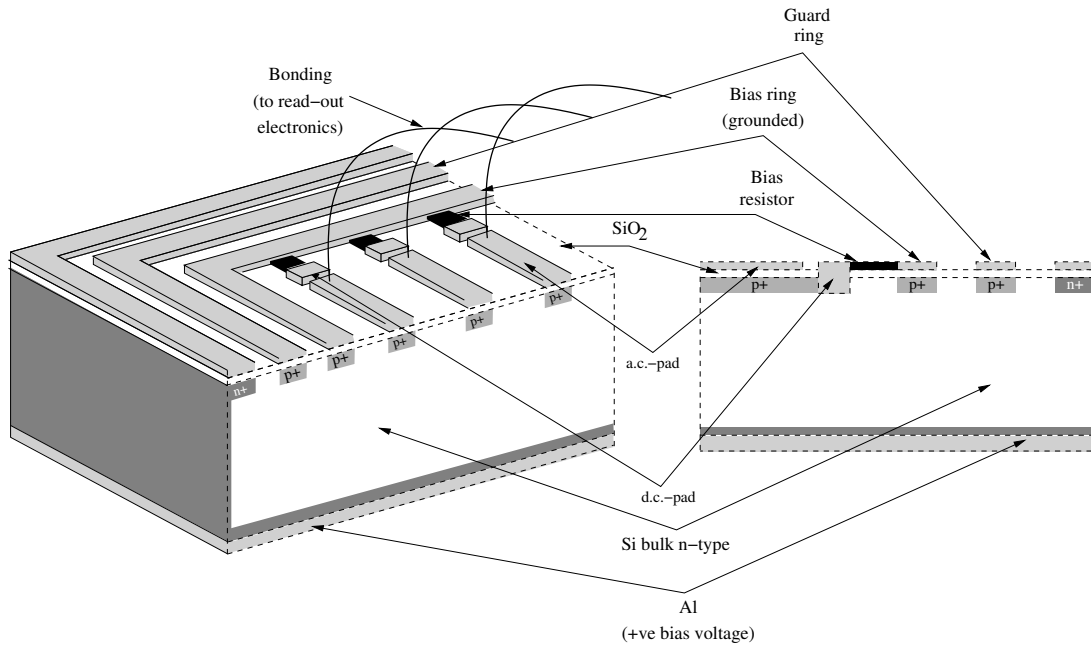 Guard
ring
Bonding
(to read−out
electronics)
Bias ring
(grounded)
Bias
resistor
SiO2
p+
p+
p+
n+
p+
p+
p+
p+
p+
n+
a.c.−pad
d.c.−pad
Si bulk n−type
Al
(+ve bias voltage)